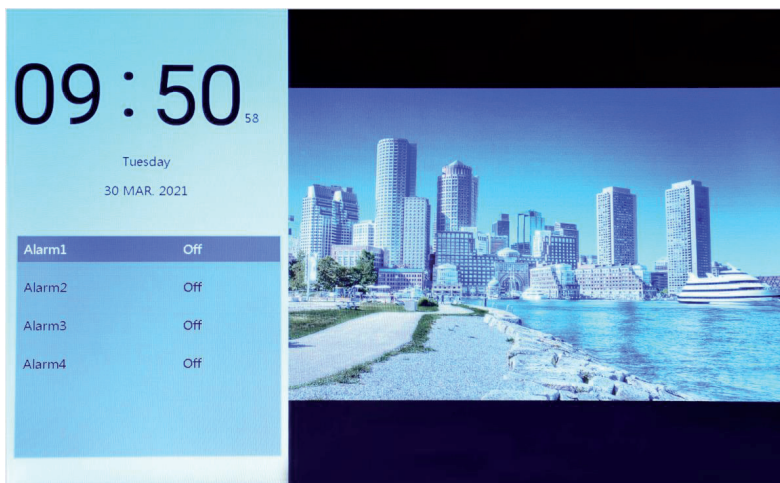 09 : 50 58
Tuesday
30 MAR. 2021
Alarm1 Off
Alarm2 Off
Alarm3 Off
Alarm4 Off